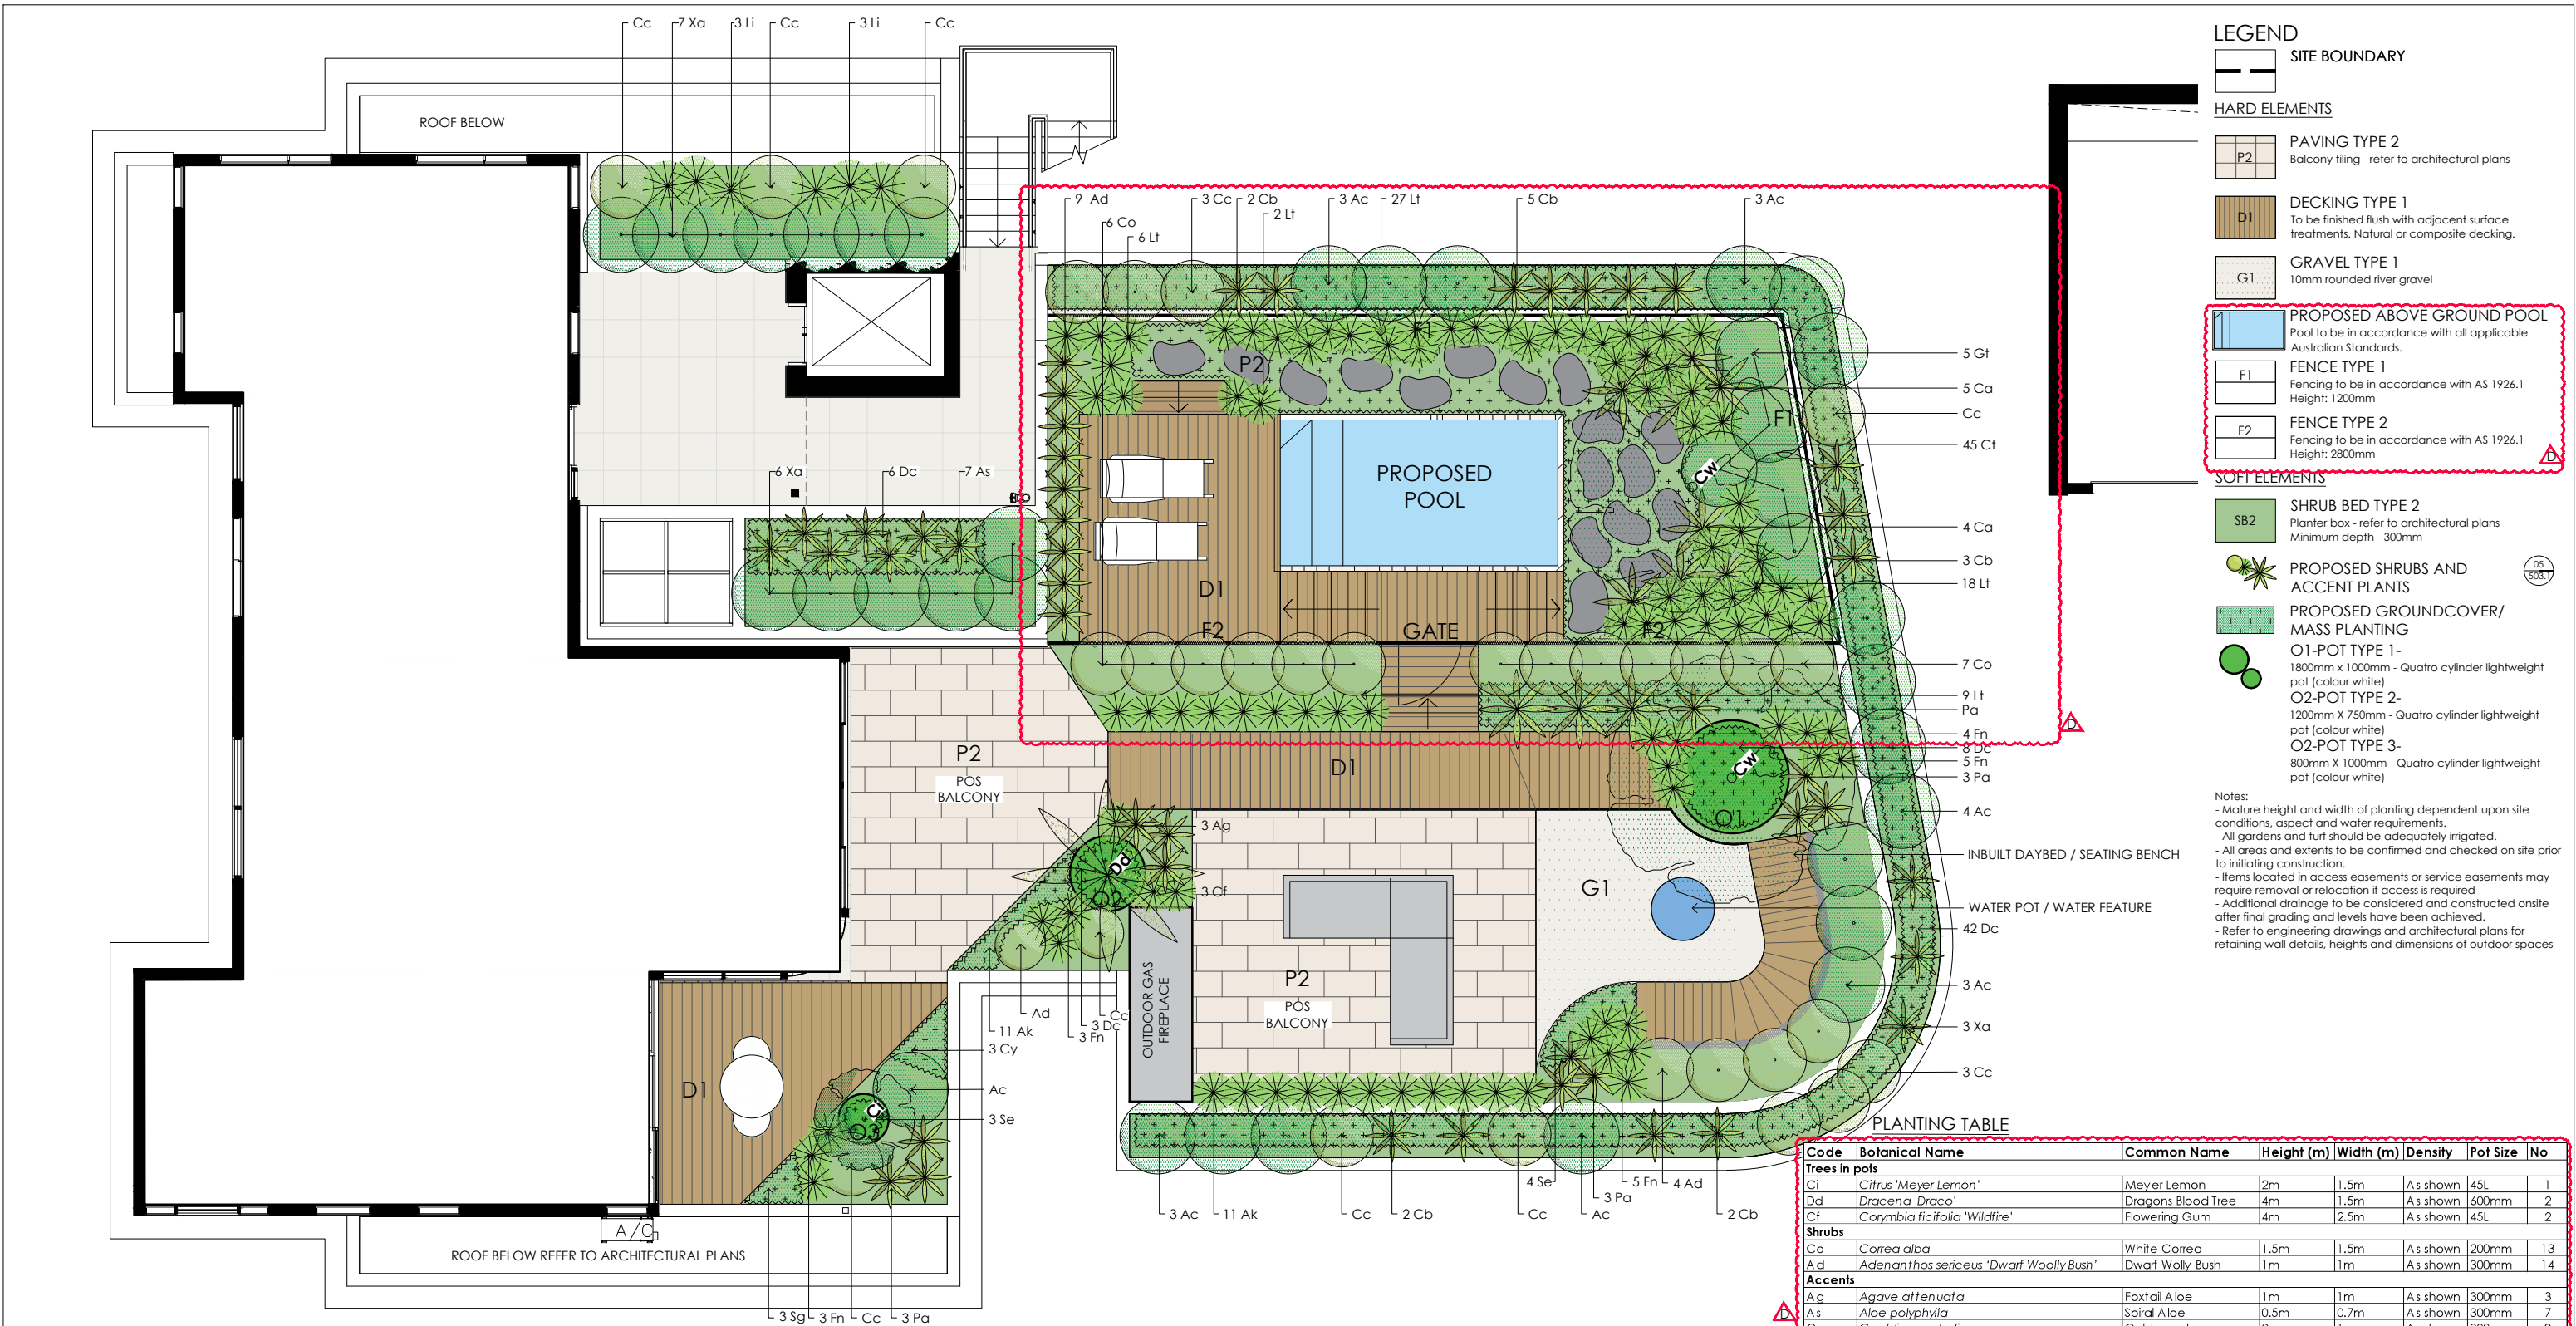 Cc
7 Xa
3 Li
Cc
3 Li
Cc
ROOF BELOW
9 Ad
6 Co
6 Lt
3 Cc
2 Cb
2 Lt
3 Ac
27 Lt
5 Cb
3 Ac
F1
P2
5 Gt
5 Ca
Cc
F1
45 Ct
Cw
PROPOSED
POOL
6 Xa
6 Dc
7 As
4 Ca
3 Cb
18 Lt
D1
F2
GATE
F2
7 Co
9 Lt
Pa
4 Fn
8 Dc
5 Fn
3 Pa
P2
POS
BALCONY
D1
Cw
O1
4 Ac
3 Ag
Dd
O2
3 Cf
INBUILT DAYBED / SEATING BENCH
G1
WATER POT / WATER FEATURE
42 Dc
OUTDOOR GAS
FIREPLACE
P2
POS
BALCONY
3 Ac
Ad
Cc
3 Dc
3 Fn
11 Ak
3 Xa
3 Cy
3 Cc
D1
Ac
Ci
O3
3 Se
4 Se
3 Pa
5 Fn
4 Ad
3 Ac
11 Ak
Cc
2 Cb
Cc
Ac
2 Cb
A/C
ROOF BELOW REFER TO ARCHITECTURAL PLANS
3 Sg
3 Fn
Cc
3 Pa
LEGEND
SITE BOUNDARY
HARD ELEMENTS
P2
PAVING TYPE 2
Balcony tiling - refer to architectural plans
D1
DECKING TYPE 1
To be finished flush with adjacent surface
treatments. Natural or composite decking.
G1
GRAVEL TYPE 1
10mm rounded river gravel
PROPOSED ABOVE GROUND POOL
Pool to be in accordance with all applicable
Australian Standards.
F1
FENCE TYPE 1
Fencing to be in accordance with AS 1926.1
Height: 1200mm
F2
FENCE TYPE 2
Fencing to be in accordance with AS 1926.1
Height: 2800mm
D
SOFT ELEMENTS
SB2
SHRUB BED TYPE 2
Planter box - refer to architectural plans
Minimum depth - 300mm
PROPOSED SHRUBS AND
ACCENT PLANTS
05
503.1
PROPOSED GROUNDCOVER/
MASS PLANTING
O1-POT TYPE 1-
1800mm x 1000mm - Quatro cylinder lightweight
pot (colour white)
O2-POT TYPE 2-
1200mm X 750mm - Quatro cylinder lightweight
pot (colour white)
O2-POT TYPE 3-
800mm X 1000mm - Quatro cylinder lightweight
pot (colour white)
D
Notes:
- Mature height and width of planting dependent upon site
conditions, aspect and water requirements.
- All gardens and turf should be adequately irrigated.
- All areas and extents to be confirmed and checked on site prior
to initiating construction.
- Items located in access easements or service easements may
require removal or relocation if access is required
- Additional drainage to be considered and constructed onsite
after final grading and levels have been achieved.
- Refer to engineering drawings and architectural plans for
retaining wall details, heights and dimensions of outdoor spaces
PLANTING TABLE
Code Botanical Name Common Name Height (m) Width (m) Density Pot Size No
Trees in pots
Ci Citrus 'Meyer Lemon' Meyer Lemon 2m 1.5m As shown 45L 1
Dd Dracena 'Draco' Dragons Blood Tree 4m 1.5m As shown 600mm 2
Cf Corymbia ficifolia 'Wildfire' Flowering Gum 4m 2.5m As shown 45L 2
Shrubs
Co Correa alba White Correa 1.5m 1.5m As shown 200mm 13
Ad Adenanthos sericeus 'Dwarf Woolly Bush' Dwarf Wolly Bush 1m 1m As shown 300mm 14
Accents
Ag Agave attenuata Foxtail Aloe 1m 1m As shown 300mm 3
D
As Aloe polyphylla Spiral Aloe 0.5m 0.7m As shown 300mm 7